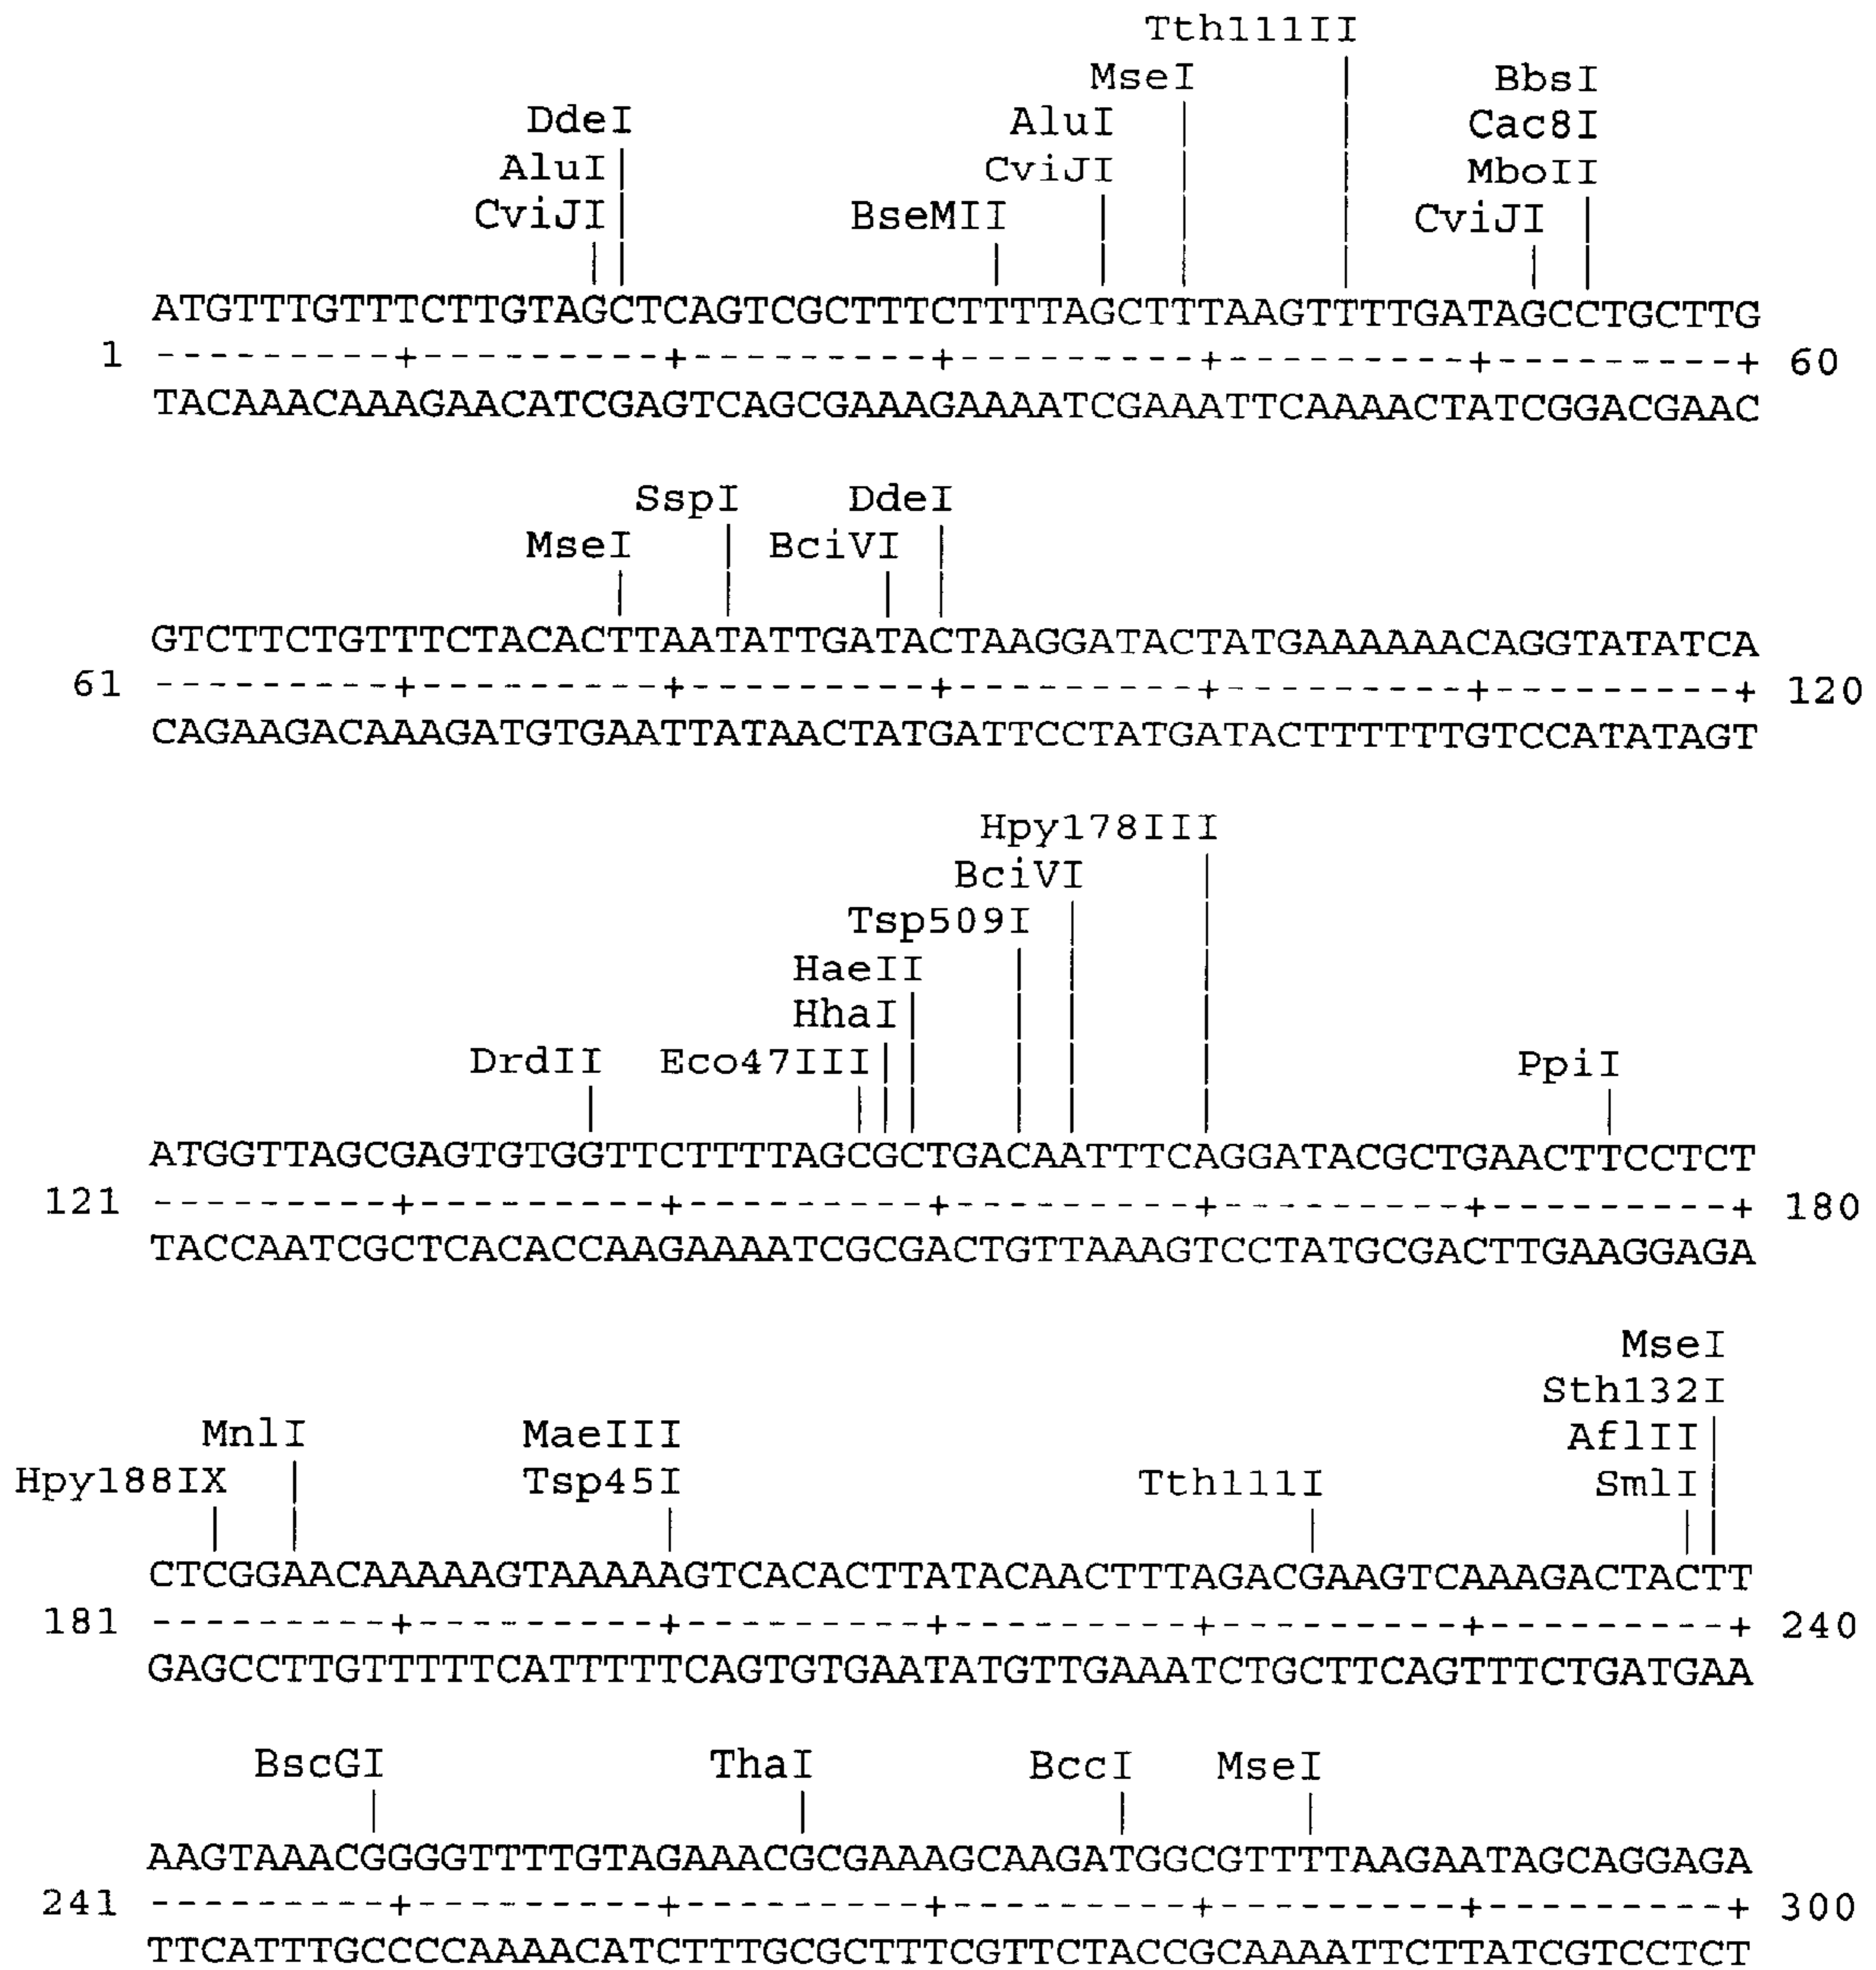 Tth111II
MseI BbsI
DdeI AluI Cac8I
AluI CviJI MboII
CviJI BseMII CviJI
ATGTTTGTTTCTTGTAGCTCAGTCGCTTTCTTTTTAGCTTTTAAGTTTTGATAGCCTGCTTG
1 ---------+---------+---------+---------+---------+---------+ 60
TACAAACAAAGAACATCGAGTCAGCGAAAGAAAAATCGAAATTCAAAACTATCGGACGAAC
SspI DdeI
MseI BciVI
GTCTTCTGTTTCTACACTTAATATTGATACTAAGGATACTATGAAAAAACAGGTATATCA
61 ---------+---------+---------+---------+---------+---------+ 120
CAGAAGACAAAGATGTGAATTATAACTATGATTCCTATGATACTTTTTTGTCCATATAGT
Hpy178III
BciVI
Tsp509I
HaeII
HhaI
DrdII Eco47III PpiI
ATGGTTAGCGAGTGTGGTTCTTTTAGCGCTGACAATTTCAGGATACGCTGAACTTCCTCT
121 ---------+---------+---------+---------+---------+---------+ 180
TACCAATCGCTCACACCAAGAAAATCGCGACTGTTAAAGTCCTATGCGACTTGAAGGAGA
MseI
Sth132I
MnlI MaeIII AflII
Hpy188IX Tsp45I Tth111I SmlI
CTCGGAACAAAAAGTAAAAAGTCACACTTATACAACTTTAGACGAAGTCAAAGACTACTT
181 ---------+---------+---------+---------+---------+---------+ 240
GAGCCTTGTTTTTCATTTTTCAGTGTGAATATGTTGAAATCTGCTTCAGTTTCTGATGAA
BscGI ThaI BccI MseI
AAGTAAACGGGGTTTTGTAGAAACGCGAAAGCAAGATGGCGTTTTAAGAATAGCAGGAGA
241 ---------+---------+---------+---------+---------+---------+ 300
TTCATTTGCCCCAAAACATCTTTGCGCTTTCGTTCTACCGCAAAATTCTTATCGTCCTCT